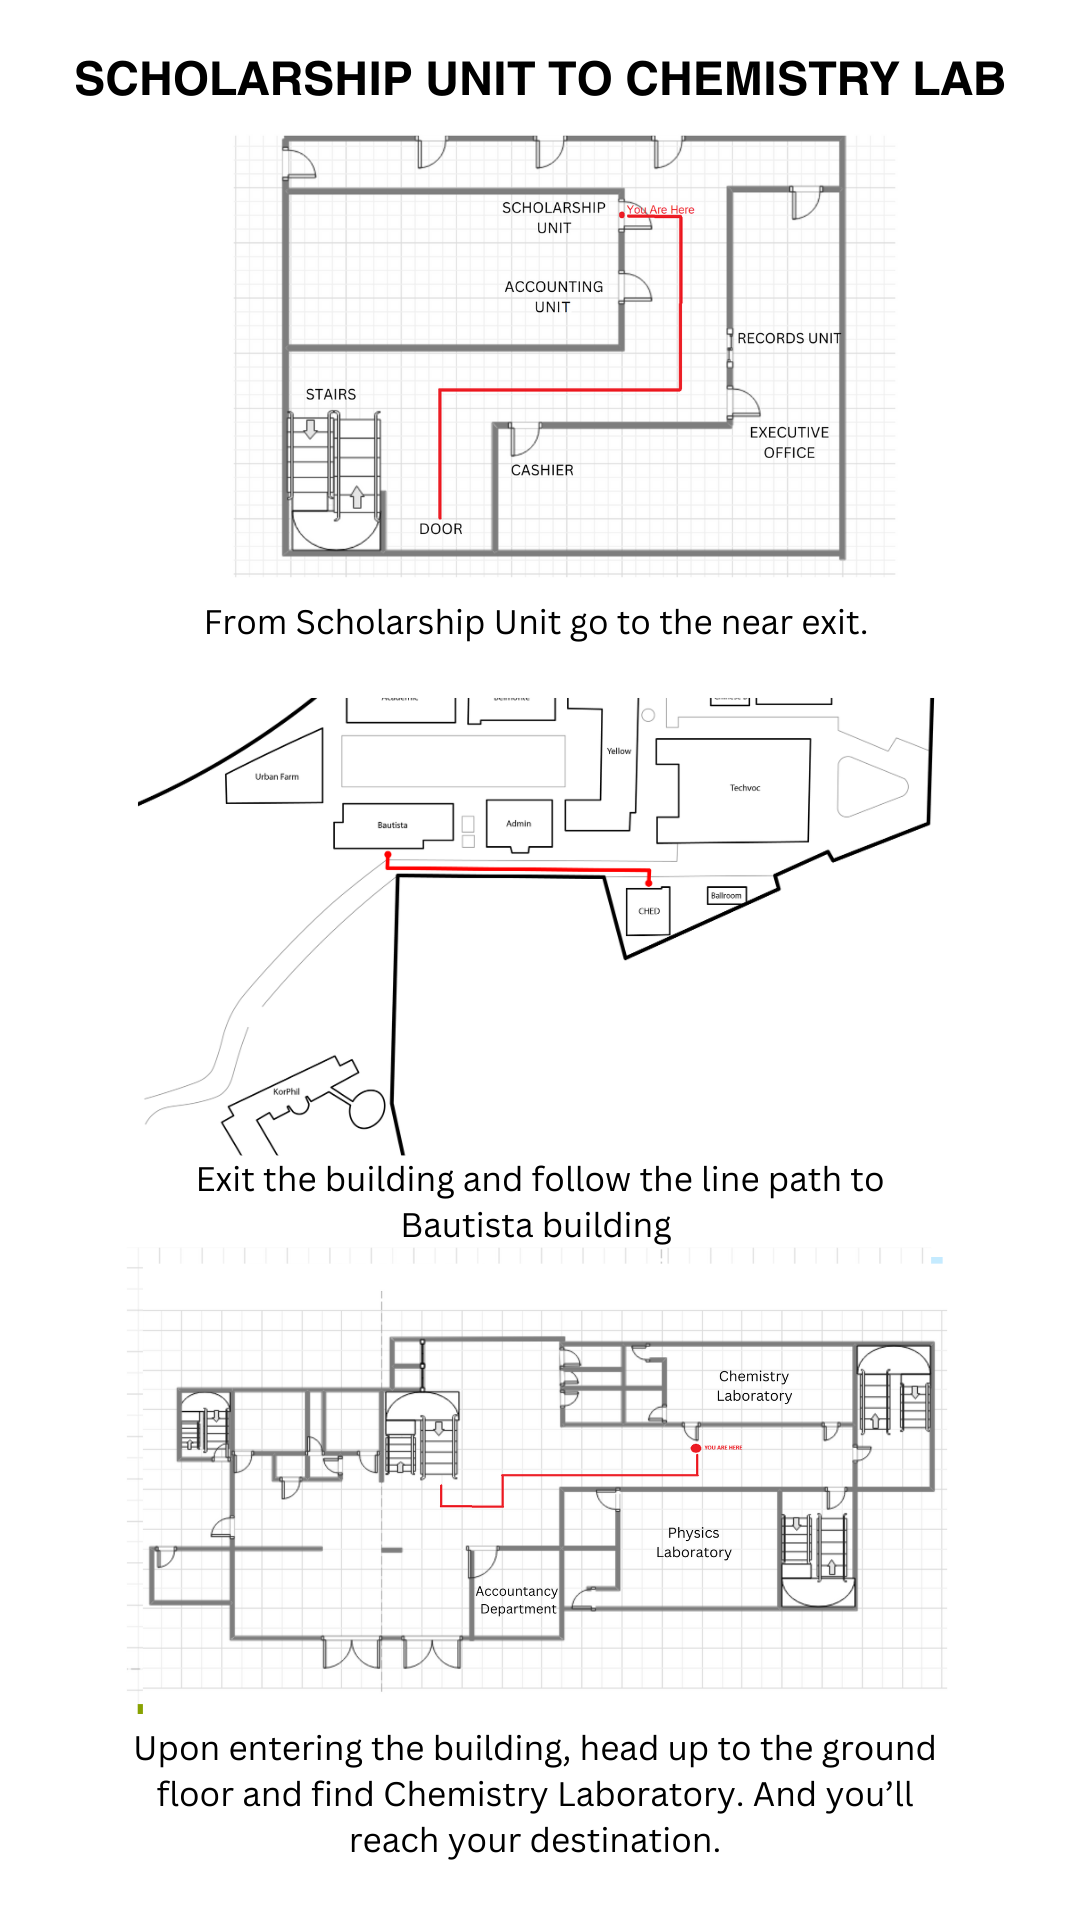 SCHOLARSHIP UNIT TO CHEMISTRY LAB
SCHOLARSHIP
UNIT
You Are Here
ACCOUNTING
UNIT
RECORDS UNIT
STAIRS
EXECUTIVE
OFFICE
CASHIER
DOOR
From Scholarship Unit go to the near exit.
Yellow
Urban Farm
Techvoc
Bautista
Admin
Ballroom
CHED
KorPhil
Exit the building and follow the line path to
Bautista building
Chemistry
Laboratory
YOU ARE HERE
Physics
Laboratory
Accountancy
Department
Upon entering the building, head up to the ground
floor and find Chemistry Laboratory. And you’ll
reach your destination.